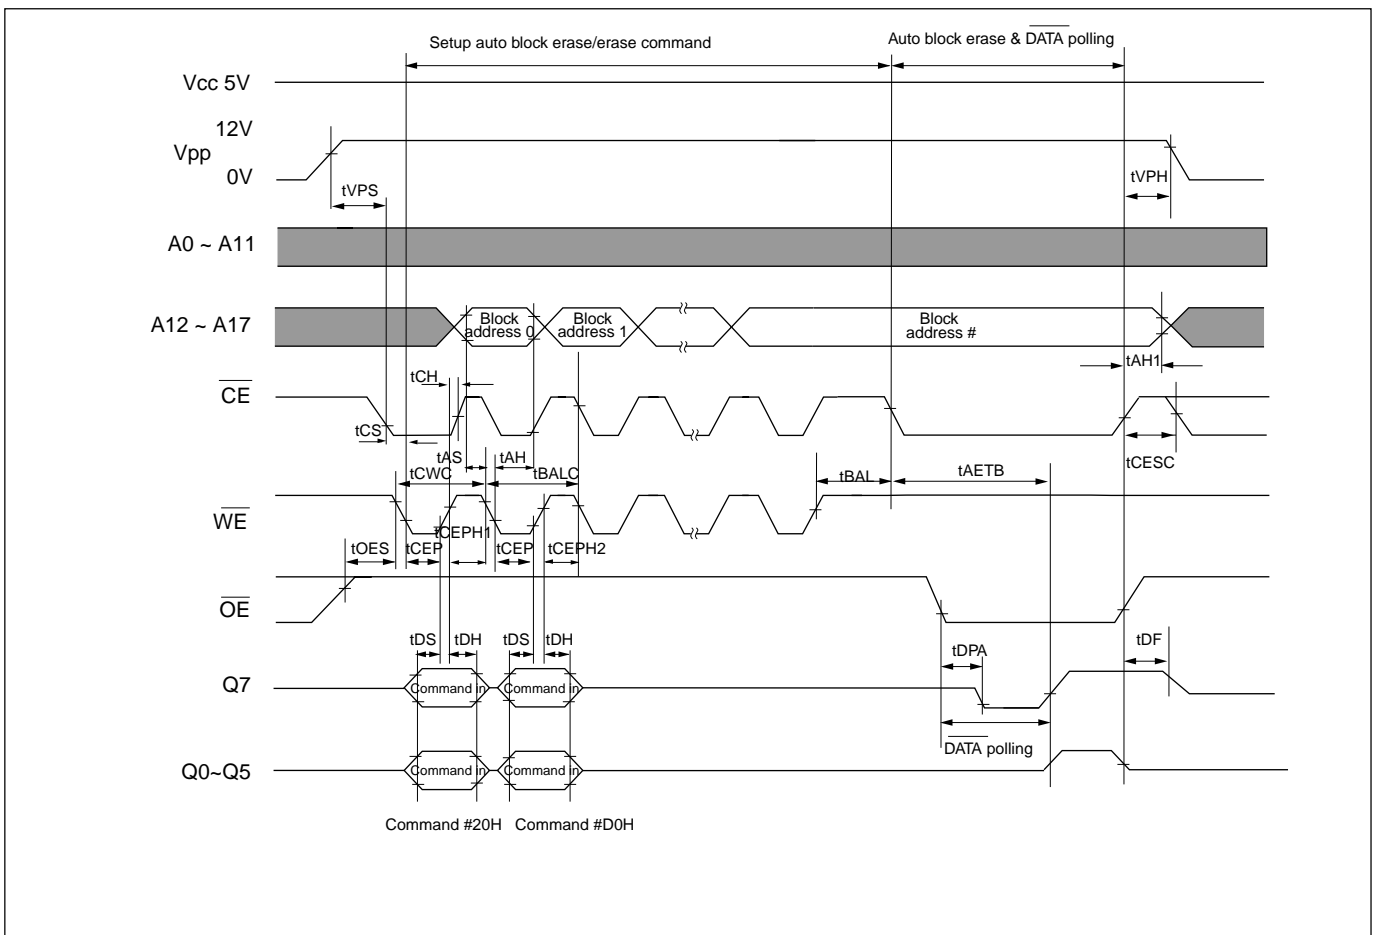 Setup auto block erase/erase command
Auto block erase & DATA polling
Vcc 5V
12V
Vpp
0V
tVPS
tVPH
A0 ~ A11
A12 ~ A17
Block address 0
Block address 1
Block address #
tAH1
tCH
CE
tCS
tCESC
tAS
tAH
tCWC
tBALC
tBAL
tAETB
WE
tCEPH1
tOES
tCEP
tCEP
tCEPH2
OE
tDS
tDH
tDS
tDH
tDPA
tDF
Q7
Command in
Command in
DATA polling
Q0~Q5
Command in
Command in
Command #20H
Command #D0H